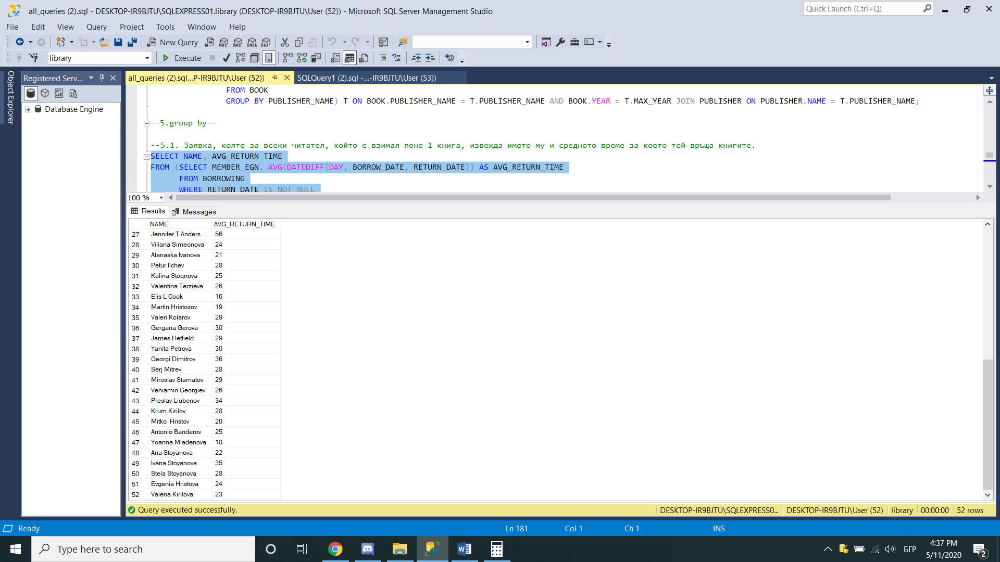 all_queries (2).sql - DESKTOP-IR9BJTU\SQLEXPRESS01.library (DESKTOP-IR9BJTU\User (52)) - Microsoft SQL Server Management Studio
Quick Launch (Ctrl+Q)
File Edit View Query Project Tools Window Help
New Query MDX DMX XMLA DAX
library Execute
Object Explorer
Registered Serv...
all_queries (2).sql...P-IR9BJTU\User (52)) SQLQuery1 (2).sql -...-IR9BJTU\User (53))
Database Engine
FROM BOOK
GROUP BY PUBLISHER_NAME) T ON BOOK.PUBLISHER_NAME = T.PUBLISHER_NAME AND BOOK.YEAR = T.MAX_YEAR JOIN PUBLISHER ON PUBLISHER.NAME = T.PUBLISHER_NAME;
--5.group by--
--5.1. Заявка, която за всеки читател, който е взимал поне 1 книга, извежда името му и средното време за което той връща книгите.
SELECT NAME, AVG_RETURN_TIME
FROM (SELECT MEMBER_EGN, AVG(DATEDIFF(DAY, BORROW_DATE, RETURN_DATE)) AS AVG_RETURN_TIME
FROM BORROWING
WHERE RETURN_DATE IS NOT NULL
100 %
Results Messages
NAME AVG_RETURN_TIME
27 Jennifer T Anders... 56
28 Viliana Simeonova 24
29 Atanaska Ivanova 21
30 Petur Ilchev 28
31 Kalina Stoqnova 25
32 Valentina Terzieva 26
33 Elis L Cook 16
34 Martin Hristozov 19
35 Valeri Kolarov 29
36 Gergana Gerova 30
37 James Hetfield 29
38 Yanita Petrova 30
39 Georgi Dimitrov 36
40 Serj Mitrev 28
41 Miroslav Stamatov 29
42 Veniamin Georgiev 26
43 Preslav Liubenov 34
44 Krum Kirilov 28
45 Mitko  Hristov 20
46 Antonio Banderov 25
47 Yoanna Mladenova 18
48 Ana Stoyanova 22
49 Ivana Stoyanova 35
50 Stela Stoyanova 28
51 Evgenia Hristova 24
52 Valeria Kirilova 23
Query executed successfully. DESKTOP-IR9BJTU\SQLEXPRESS0... DESKTOP-IR9BJTU\User (52) library 00:00:00 52 rows
Ready Ln 181 Col 1 Ch 1 INS
Type here to search
БГР
4:37 PM
5/11/2020
2